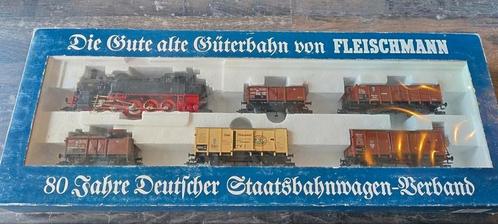 Die Gute alte Güterbahn von FLEISCHMANN
80 Jahre Deutscher Staatsbahnwagen-Verband